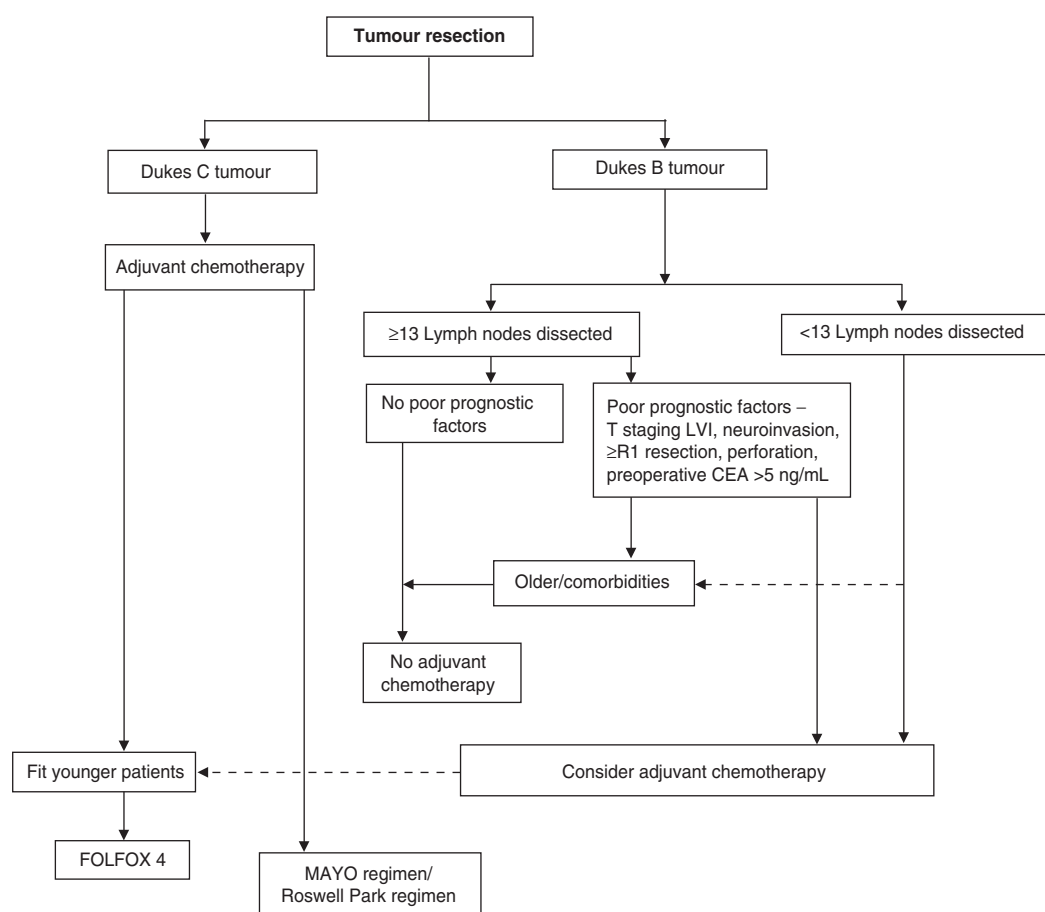 Tumour resection
Dukes C tumour
Dukes B tumour
Adjuvant chemotherapy
≥13 Lymph nodes dissected
<13 Lymph nodes dissected
No poor prognostic
factors
Poor prognostic factors –
T staging LVI, neuroinvasion,
≥R1 resection, perforation,
preoperative CEA >5 ng/mL
Older/comorbidities
No adjuvant
chemotherapy
Fit younger patients
Consider adjuvant chemotherapy
FOLFOX 4
MAYO regimen/
Roswell Park regimen